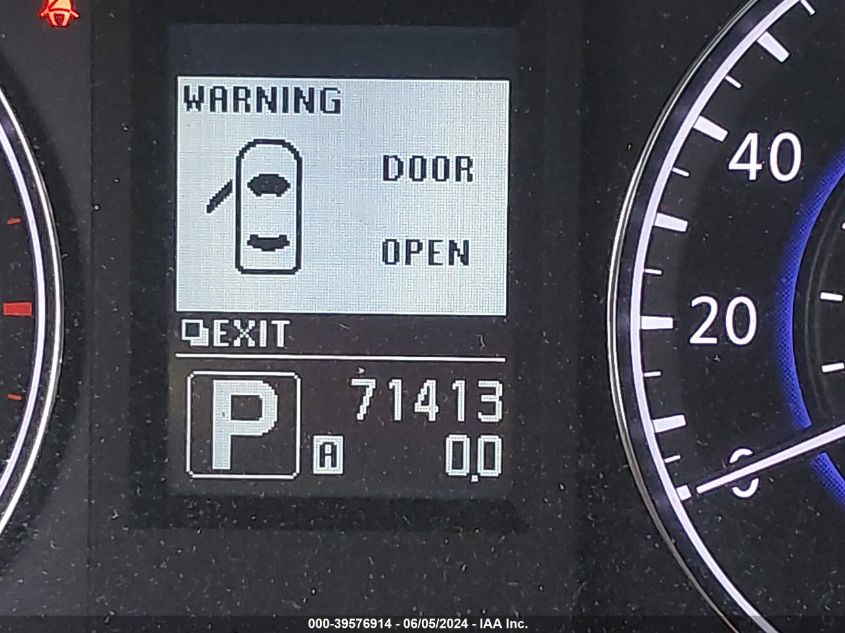 WARNING
DOOR
OPEN
EXIT
P
71413
A 0.0
40
20
0
000-39576914 - 06/05/2024 - IAA Inc.